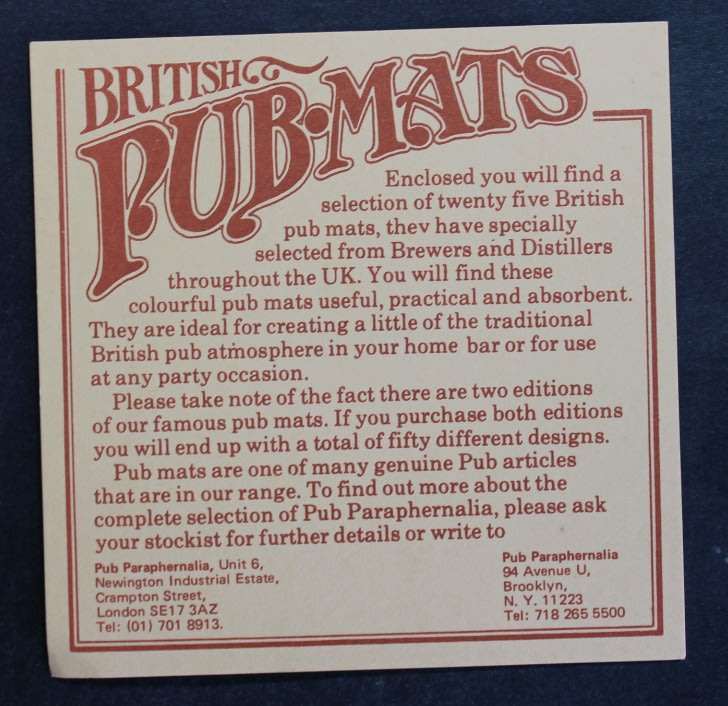 BRITISH
PUB·MATS
Enclosed you will find a
selection of twenty five British
pub mats, thev have specially
selected from Brewers and Distillers
throughout the UK. You will find these
colourful pub mats useful, practical and absorbent.
They are ideal for creating a little of the traditional
British pub atmosphere in your home bar or for use
at any party occasion.
Please take note of the fact there are two editions
of our famous pub mats. If you purchase both editions
you will end up with a total of fifty different designs.
Pub mats are one of many genuine Pub articles
that are in our range. To find out more about the
complete selection of Pub Paraphernalia, please ask
your stockist for further details or write to
Pub Paraphernalia, Unit 6,
Newington Industrial Estate,
Crampton Street,
London SE17 3AZ
Tel: (01) 701 8913.
Pub Paraphernalia
94 Avenue U,
Brooklyn,
N. Y. 11223
Tel: 718 265 5500